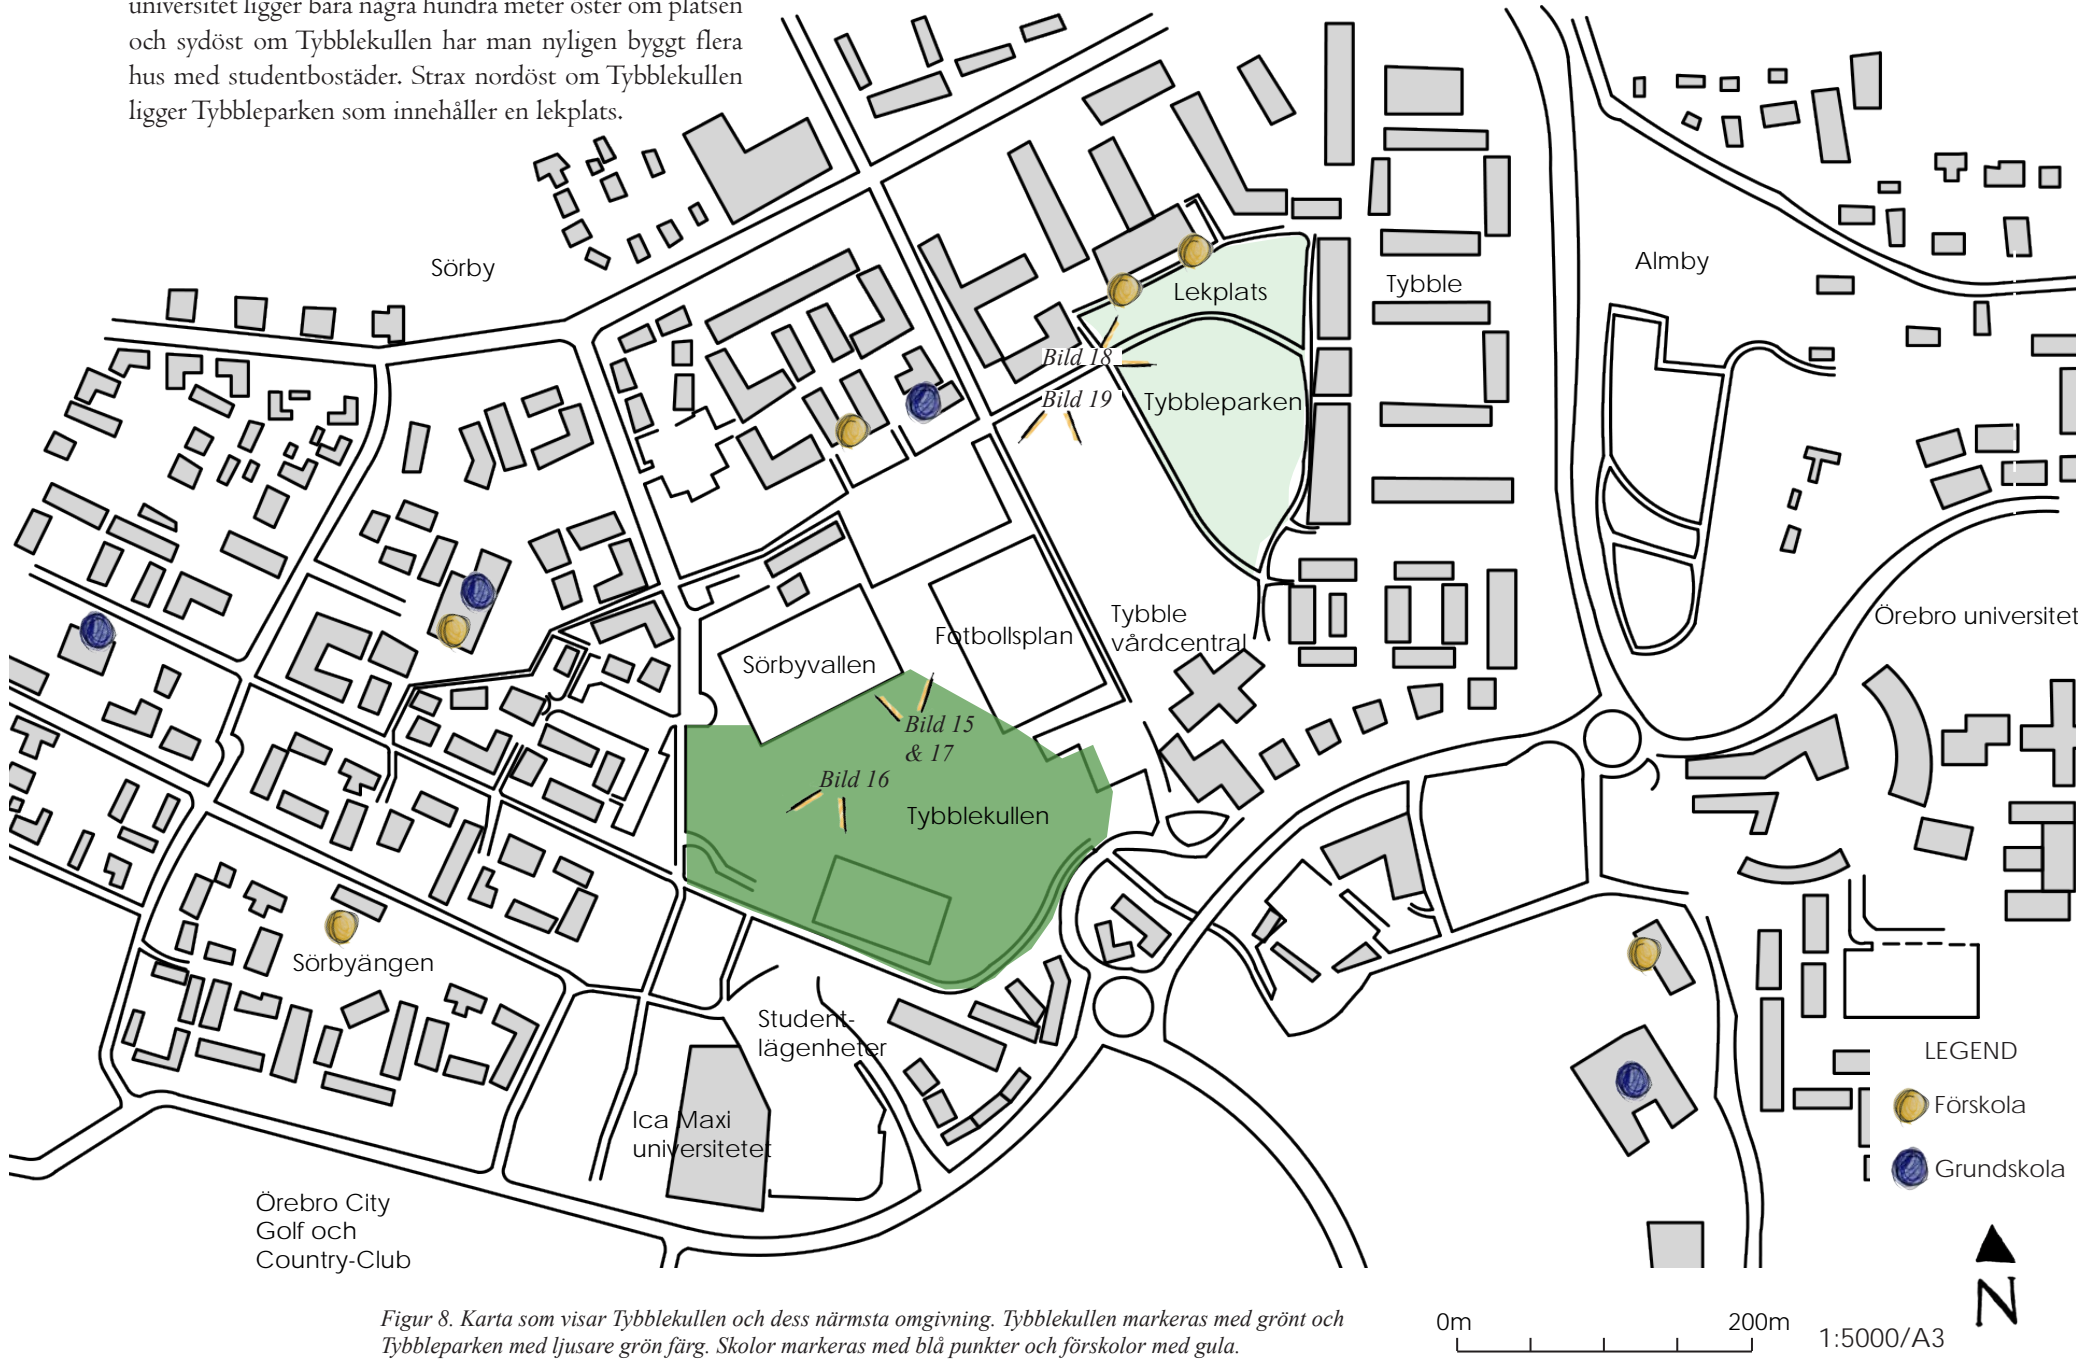 universitet ligger bara några hundra meter öster om platsen
och sydöst om Tybblekullen har man nyligen byggt flera
hus med studentbostäder. Strax nordöst om Tybblekullen
ligger Tybbleparken som innehåller en lekplats.
Sörby
Almby
Tybble
Lekplats
Bild 18
Bild 19
Tybbleparken
Örebro universitet
Tybble
vårdcentral
Fotbollsplan
Sörbyvallen
Bild 15
& 17
Bild 16
Tybblekullen
Sörbyängen
Student-
lägenheter
Ica Maxi
universitetet
Örebro City
Golf och
Country-Club
LEGEND
Förskola
Grundskola
N
Figur 8. Karta som visar Tybblekullen och dess närmsta omgivning. Tybblekullen markeras med grönt och
Tybbleparken med ljusare grön färg. Skolor markeras med blå punkter och förskolor med gula.
0m 200m
1:5000/A3